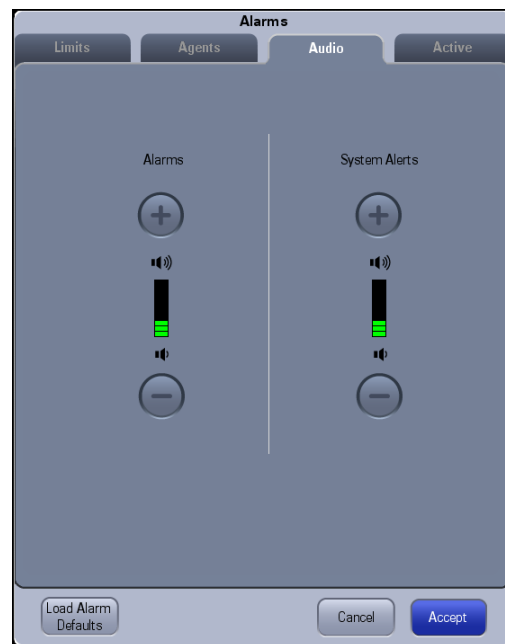 Alarms
Limits
Agents
Audio
Active
Alarms
System Alerts
Load Alarm
Defaults
Cancel
Accept